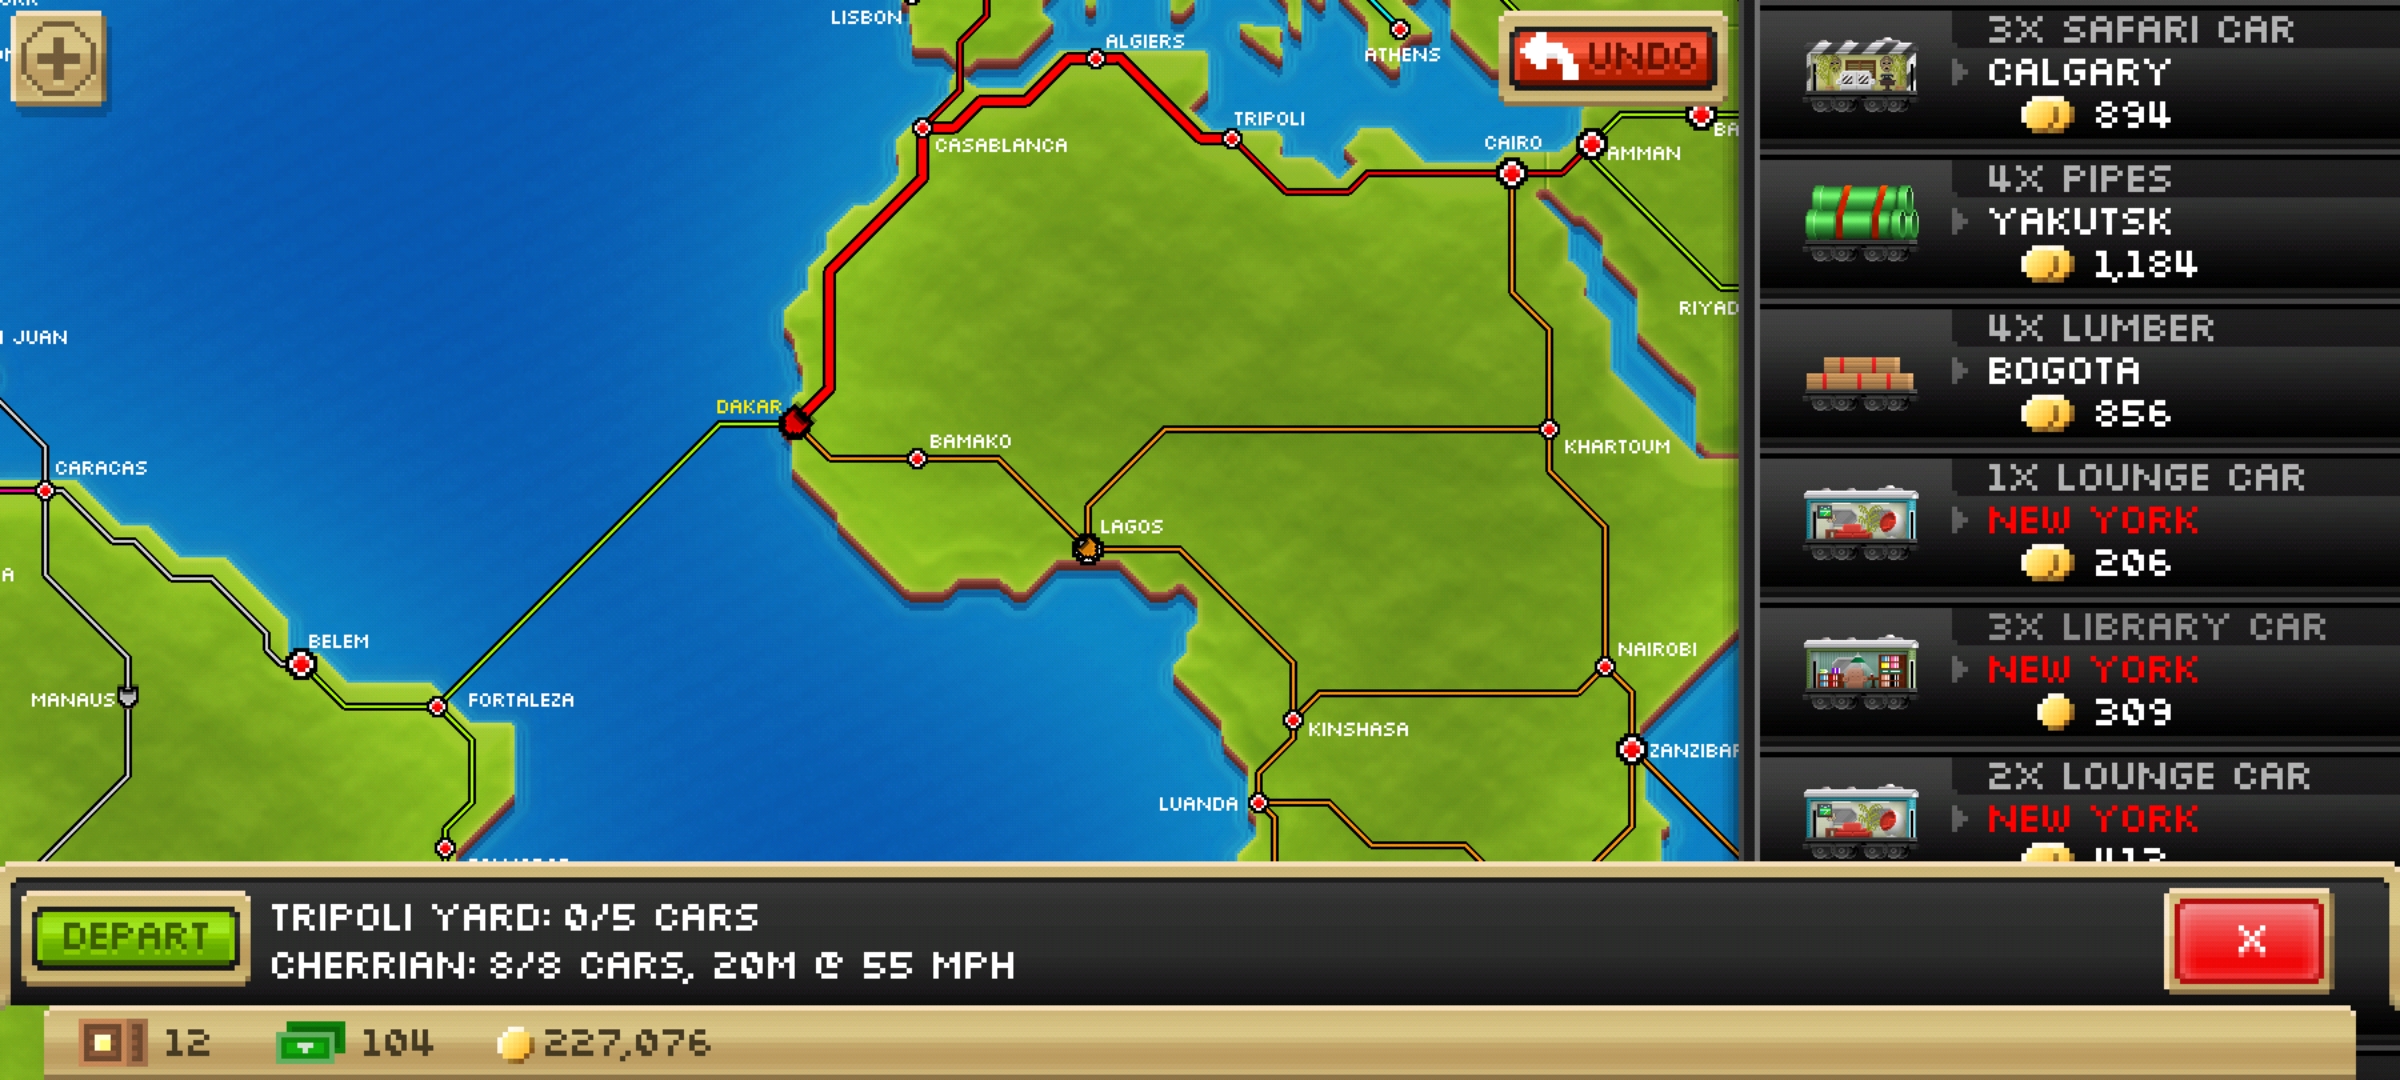 LISBON
ALGIERS
ATHENS
UNDO
CASABLANCA
TRIPOLI
CAIRO
AMMAN
BA
RIYAD
JUAN
DAKAR
BAMAKO
KHARTOUM
CARACAS
LAGOS
A
BELEM
NAIROBI
MANAUS
FORTALEZA
KINSHASA
ZANZIBAR
LUANDA
3X SAFARI CAR
CALGARY
894
4X PIPES
YAKUTSK
1,184
4X LUMBER
BOGOTA
856
1X LOUNGE CAR
NEW YORK
206
3X LIBRARY CAR
NEW YORK
309
2X LOUNGE CAR
NEW YORK
DEPART
TRIPOLI YARD: 0/5 CARS
CHERRIAN: 8/8 CARS, 20M @ 55 MPH
X
12
104
227,076